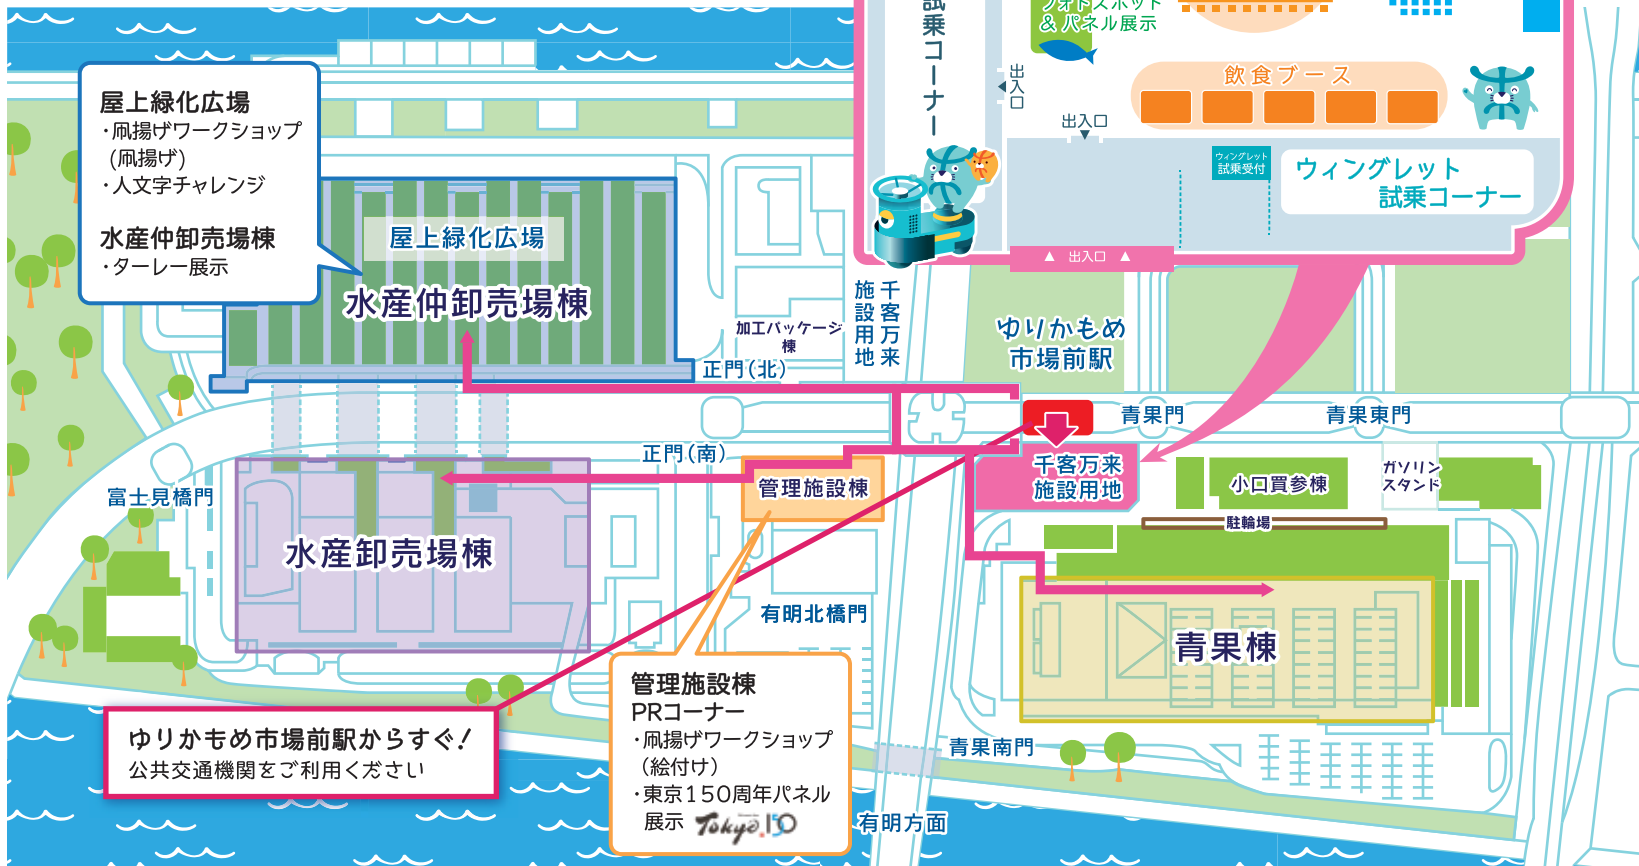 試乗コーナー
フォトスポット
&パネル展示
出入口
飲食ブース
出入口
ウィングレット
試乗受付
ウィングレット
試乗コーナー
出入口
屋上緑化広場
・凧揚げワークショップ
(凧揚げ)
・人文字チャレンジ
水産仲卸売場棟
・ターレー展示
屋上緑化広場
水産仲卸売場棟
加工パッケージ
棟
千客万来
施設用地
ゆりかもめ
市場前駅
正門(北)
青果門
青果東門
正門(南)
千客万来
施設用地
管理施設棟
小口買参棟
ガソリン
スタンド
富士見橋門
駐輪場
水産卸売場棟
有明北橋門
青果棟
管理施設棟
PRコーナー
・凧揚げワークショップ
(絵付け)
・東京150周年パネル
展示
Tokyo 150
ゆりかもめ市場前駅からすぐ!
公共交通機関をご利用ください
青果南門
有明方面